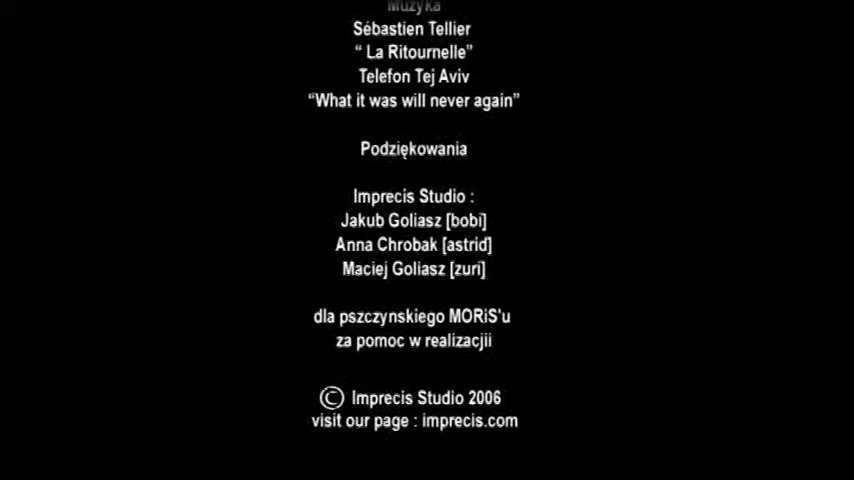 Muzyka
Sébastien Tellier
“ La Ritournelle”
Telefon Tej Aviv
“What it was will never again”
Podziękowania
Imprecis Studio :
Jakub Goliasz [bobi]
Anna Chrobak [astrid]
Maciej Goliasz [zuri]
dla pszczynskiego MORiS'u
za pomoc w realizacjii
© Imprecis Studio 2006
visit our page : imprecis.com